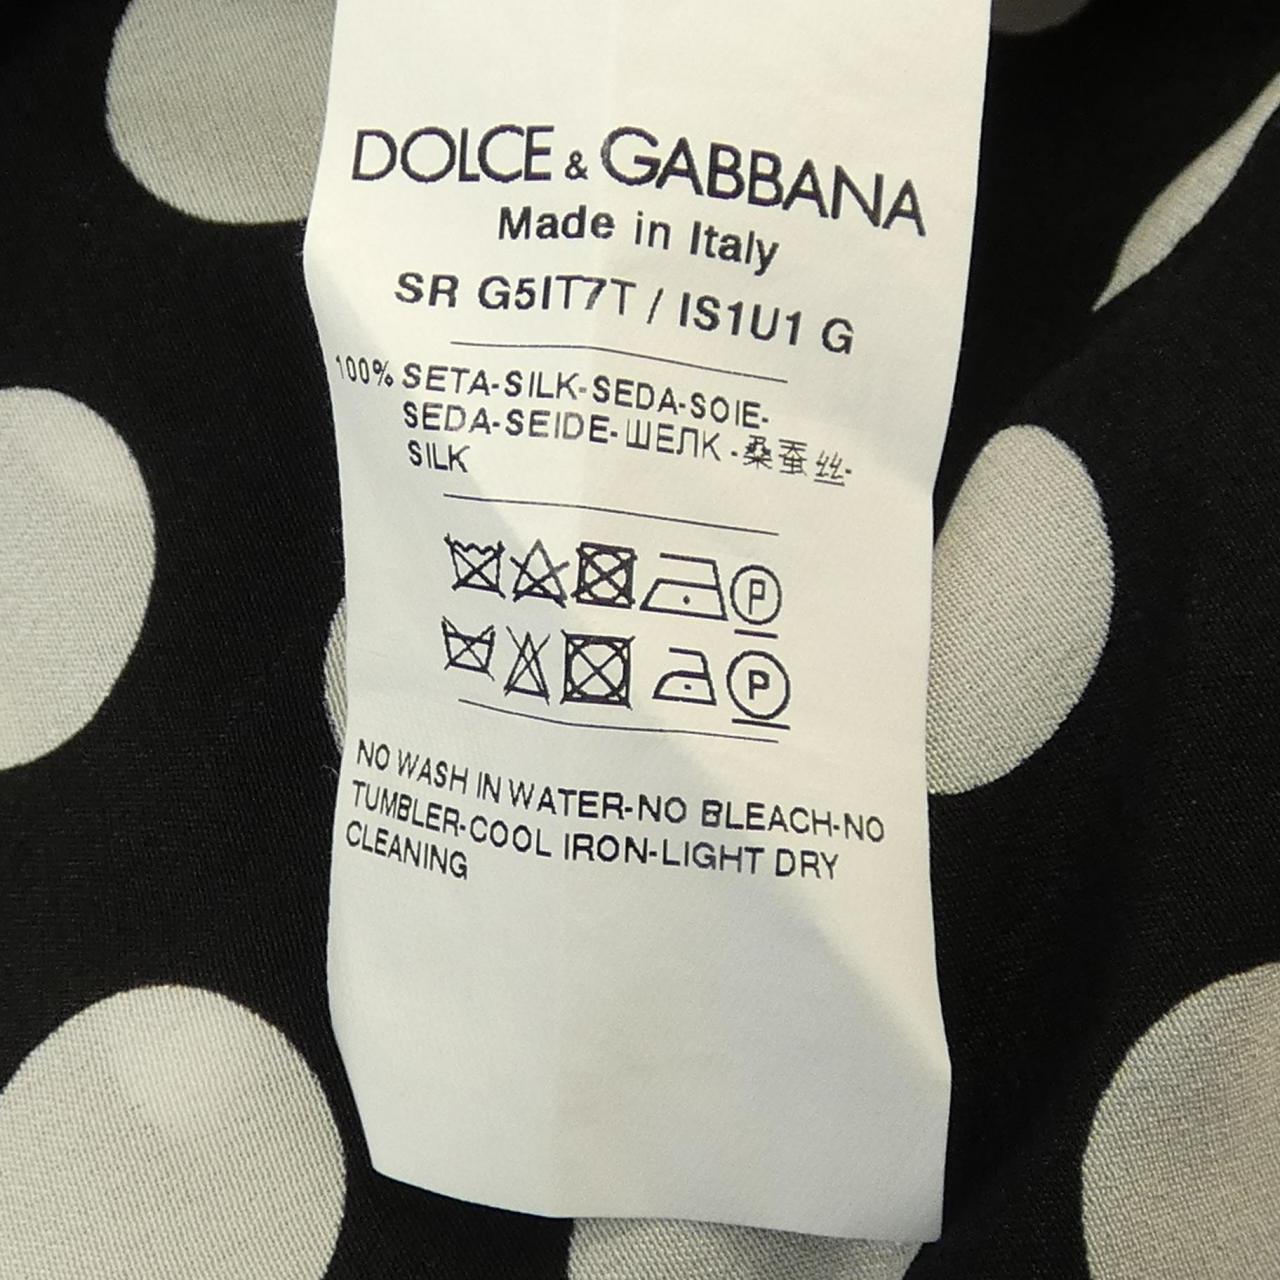 DOLCE & GABBANA
Made in Italy
SR G5IT7T / IS1U1 G
100% SETA-SILK-SEDA-SOIE-
SEDA-SEIDE-ШЕЛК-桑蚕丝-
SILK
P
P
NO WASH IN WATER-NO BLEACH-NO
TUMBLER-COOL IRON-LIGHT DRY
CLEANING